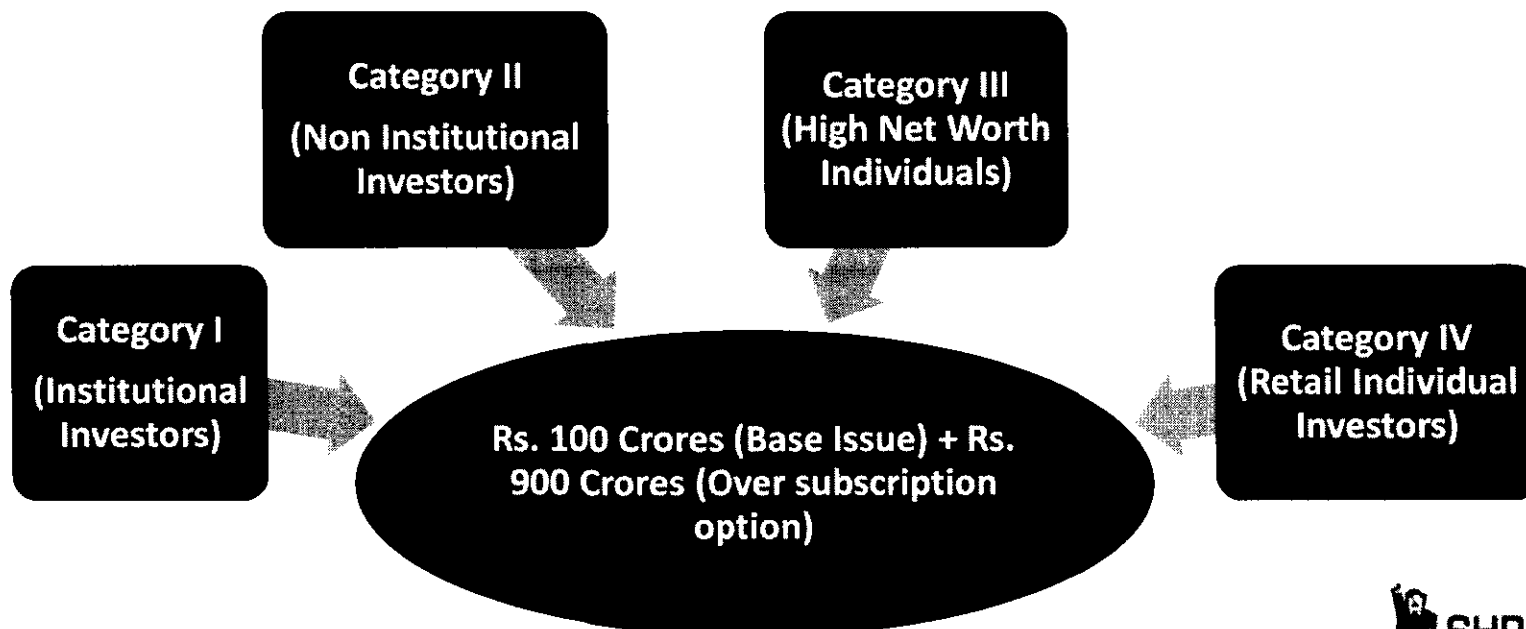 Category II
(Non Institutional
Investors)
Category III
(High Net Worth
Individuals)
Category I
(Institutional
Investors)
Category IV
(Retail Individual
Investors)
Rs. 100 Crores (Base Issue) + Rs.
900 Crores (Over subscription
option)